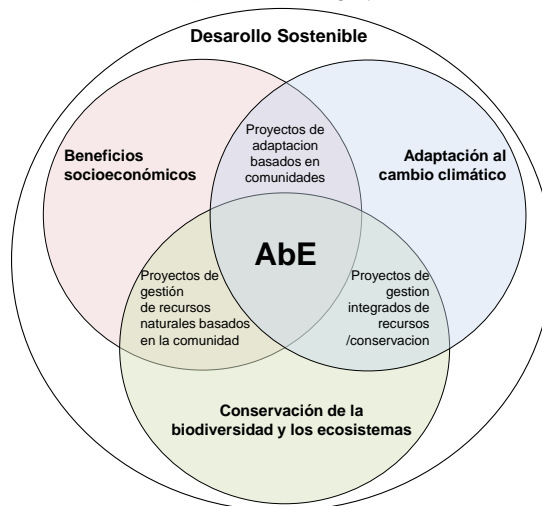 Desarollo Sostenible
Proyectos de
adaptacion
basados en
comunidades
Beneficios
socioeconómicos
Adaptación al
cambio climático
AbE
Proyectos de
gestión
de recursos
naturales basados
en la comunidad
Proyectos de
gestion
integrados de
recursos
/conservacion
Conservación de la
biodiversidad y los ecosistemas